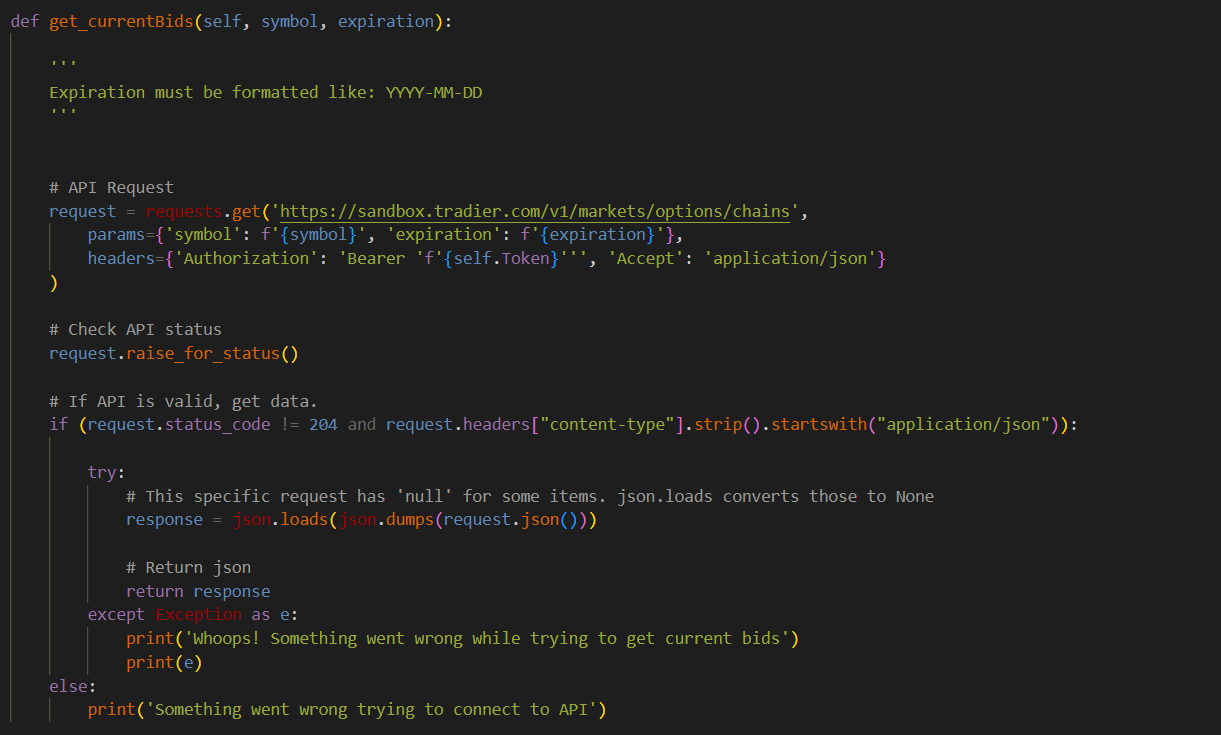 def get_currentBids(self, symbol, expiration):
'''
Expiration must be formatted like: YYYY-MM-DD
'''
# API Request
request = requests.get('https://sandbox.tradier.com/v1/markets/options/chains',
params={'symbol': f'{symbol}', 'expiration': f'{expiration}'},
headers={'Authorization': 'Bearer 'f'{self.Token}''', 'Accept': 'application/json'}
)
# Check API status
request.raise_for_status()
# If API is valid, get data.
if (request.status_code != 204 and request.headers["content-type"].strip().startswith("application/json")):
try:
# This specific request has 'null' for some items. json.loads converts those to None
response = json.loads(json.dumps(request.json()))
# Return json
return response
except Exception as e:
print('Whoops! Something went wrong while trying to get current bids')
print(e)
else:
print('Something went wrong trying to connect to API')